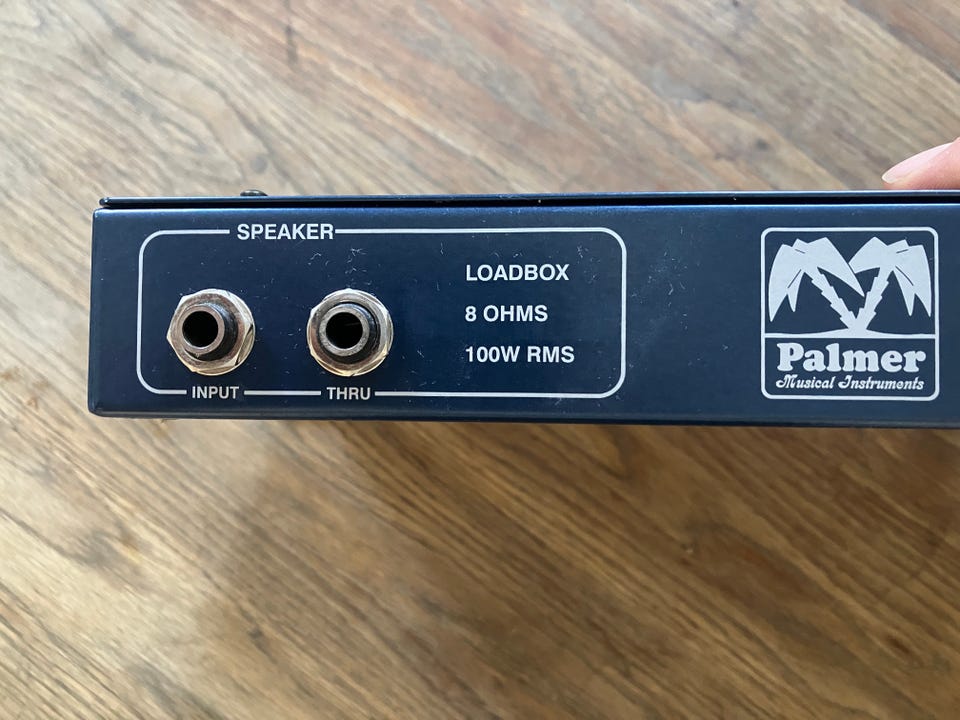 SPEAKER
LOADBOX
8 OHMS
100W RMS
INPUT
THRU
Palmer
Musical Instruments